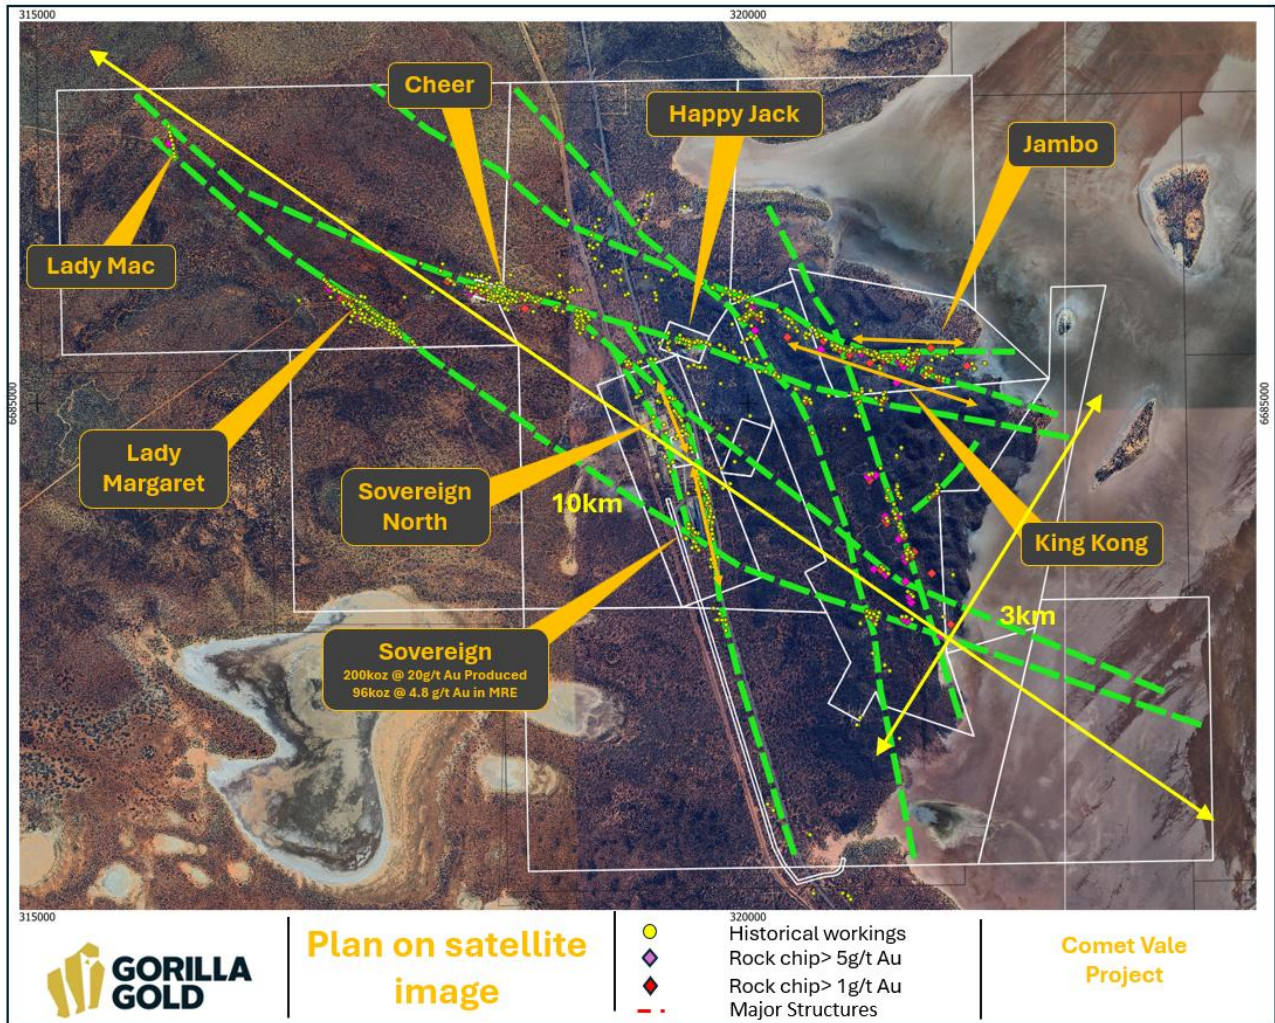 315000
320000
Cheer
Happy Jack
Jambo
Lady Mac
6685000
6685000
Lady
Margaret
Sovereign
North
10km
King Kong
3km
Sovereign
200koz @ 20g/t Au Produced
96koz @ 4.8 g/t Au in MRE
315000
320000
GORILLA
GOLD
Plan on satellite
image
Historical workings
Rock chip> 5g/t Au
Rock chip> 1g/t Au
Major Structures
Comet Vale
Project